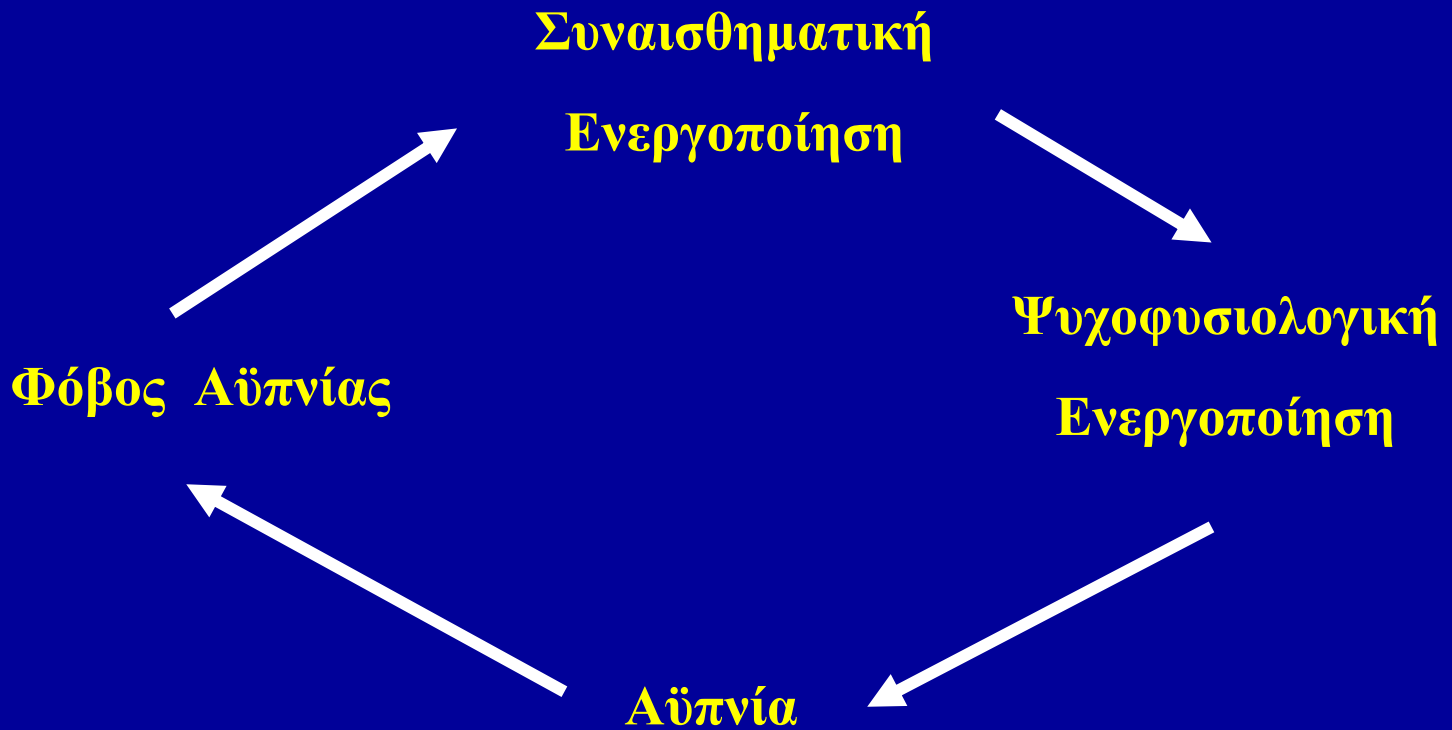 Συναισθηματική
Ενεργοποίηση
Ψυχοφυσιολογική
Ενεργοποίηση
Φόβος Αϋπνίας
Αϋπνία